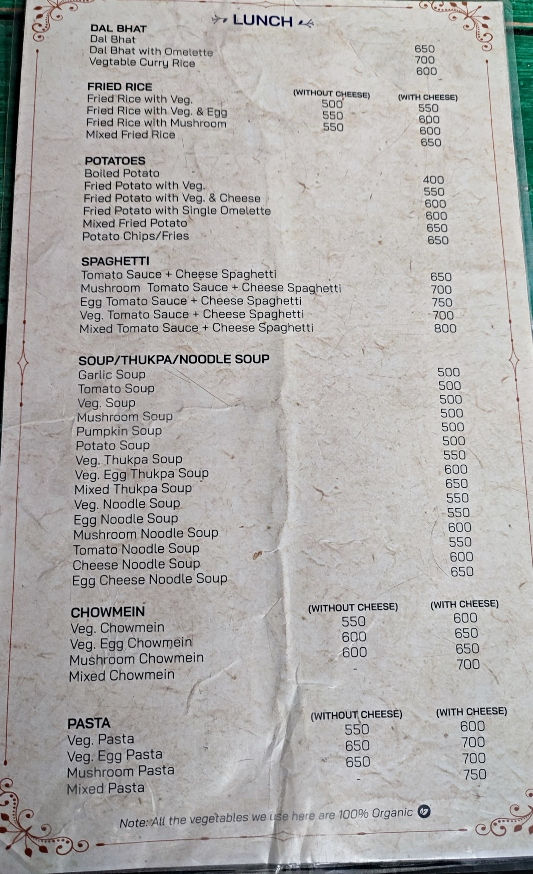 LUNCH
DAL BHAT
Dal Bhat 650
Dal Bhat with Omelette 700
Vegtable Curry Rice 600
FRIED RICE (WITHOUT CHEESE) (WITH CHEESE)
Fried Rice with Veg. 500 550
Fried Rice with Veg. & Egg 550 600
Fried Rice with Mushroom 550 600
Mixed Fried Rice 650
POTATOES
Boiled Potato 400
Fried Potato with Veg. 550
Fried Potato with Veg. & Cheese 600
Fried Potato with Single Omelette 600
Mixed Fried Potato 650
Potato Chips/Fries 650
SPAGHETTI
Tomato Sauce + Cheese Spaghetti 650
Mushroom Tomato Sauce + Cheese Spaghetti 700
Egg Tomato Sauce + Cheese Spaghetti 750
Veg. Tomato Sauce + Cheese Spaghetti 700
Mixed Tomato Sauce + Cheese Spaghetti 800
SOUP/THUKPA/NOODLE SOUP
Garlic Soup 500
Tomato Soup 500
Veg. Soup 500
Mushroom Soup 500
Pumpkin Soup 500
Potato Soup 500
Veg. Thukpa Soup 550
Veg. Egg Thukpa Soup 600
Mixed Thukpa Soup 650
Veg. Noodle Soup 550
Egg Noodle Soup 550
Mushroom Noodle Soup 600
Tomato Noodle Soup 550
Cheese Noodle Soup 600
Egg Cheese Noodle Soup 650
CHOWMEIN (WITHOUT CHEESE) (WITH CHEESE)
Veg. Chowmein 550 600
Veg. Egg Chowmein 600 650
Mushroom Chowmein 600 650
Mixed Chowmein - 700
PASTA (WITHOUT CHEESE) (WITH CHEESE)
Veg. Pasta 550 600
Veg. Egg Pasta 650 700
Mushroom Pasta 650 700
Mixed Pasta - 750
Note: All the vegetables we use here are 100% Organic